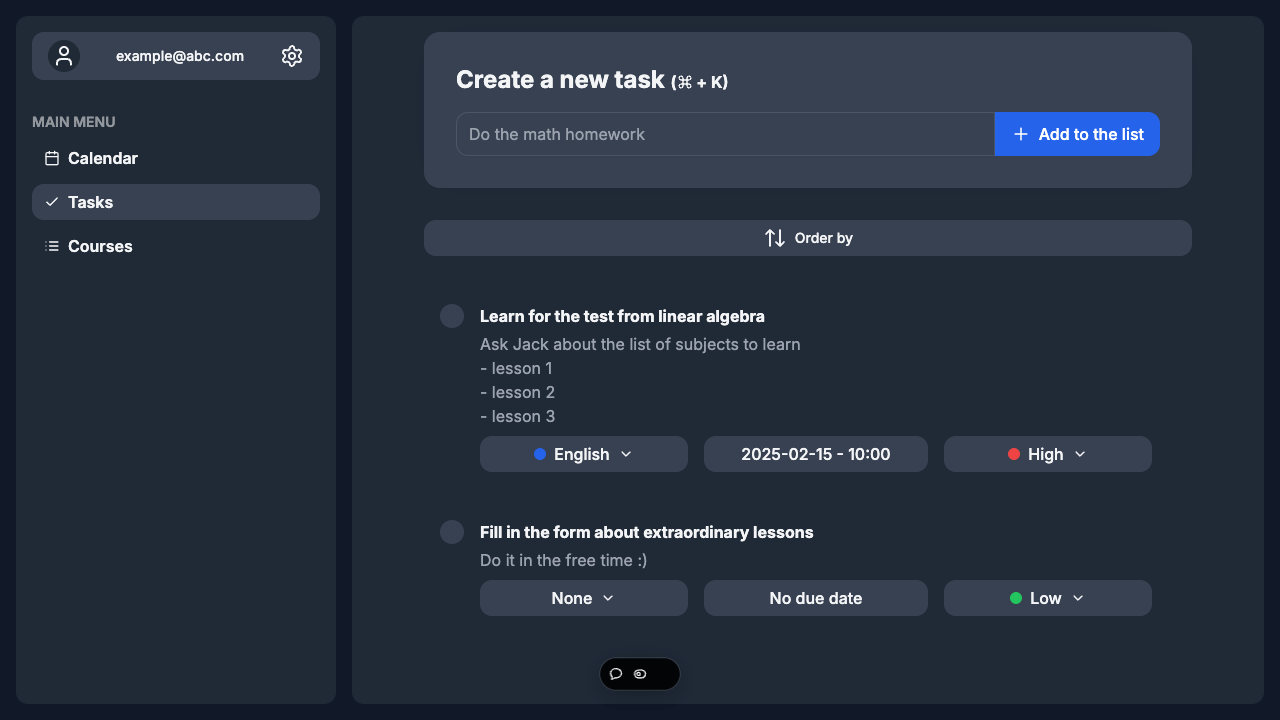 example@abc.com
MAIN MENU
Calendar
Tasks
Courses
Create a new task (⌘ + K)
Do the math homework
Add to the list
Order by
Learn for the test from linear algebra
Ask Jack about the list of subjects to learn
- lesson 1
- lesson 2
- lesson 3
English
2025-02-15 - 10:00
High
Fill in the form about extraordinary lessons
Do it in the free time :)
None
No due date
Low